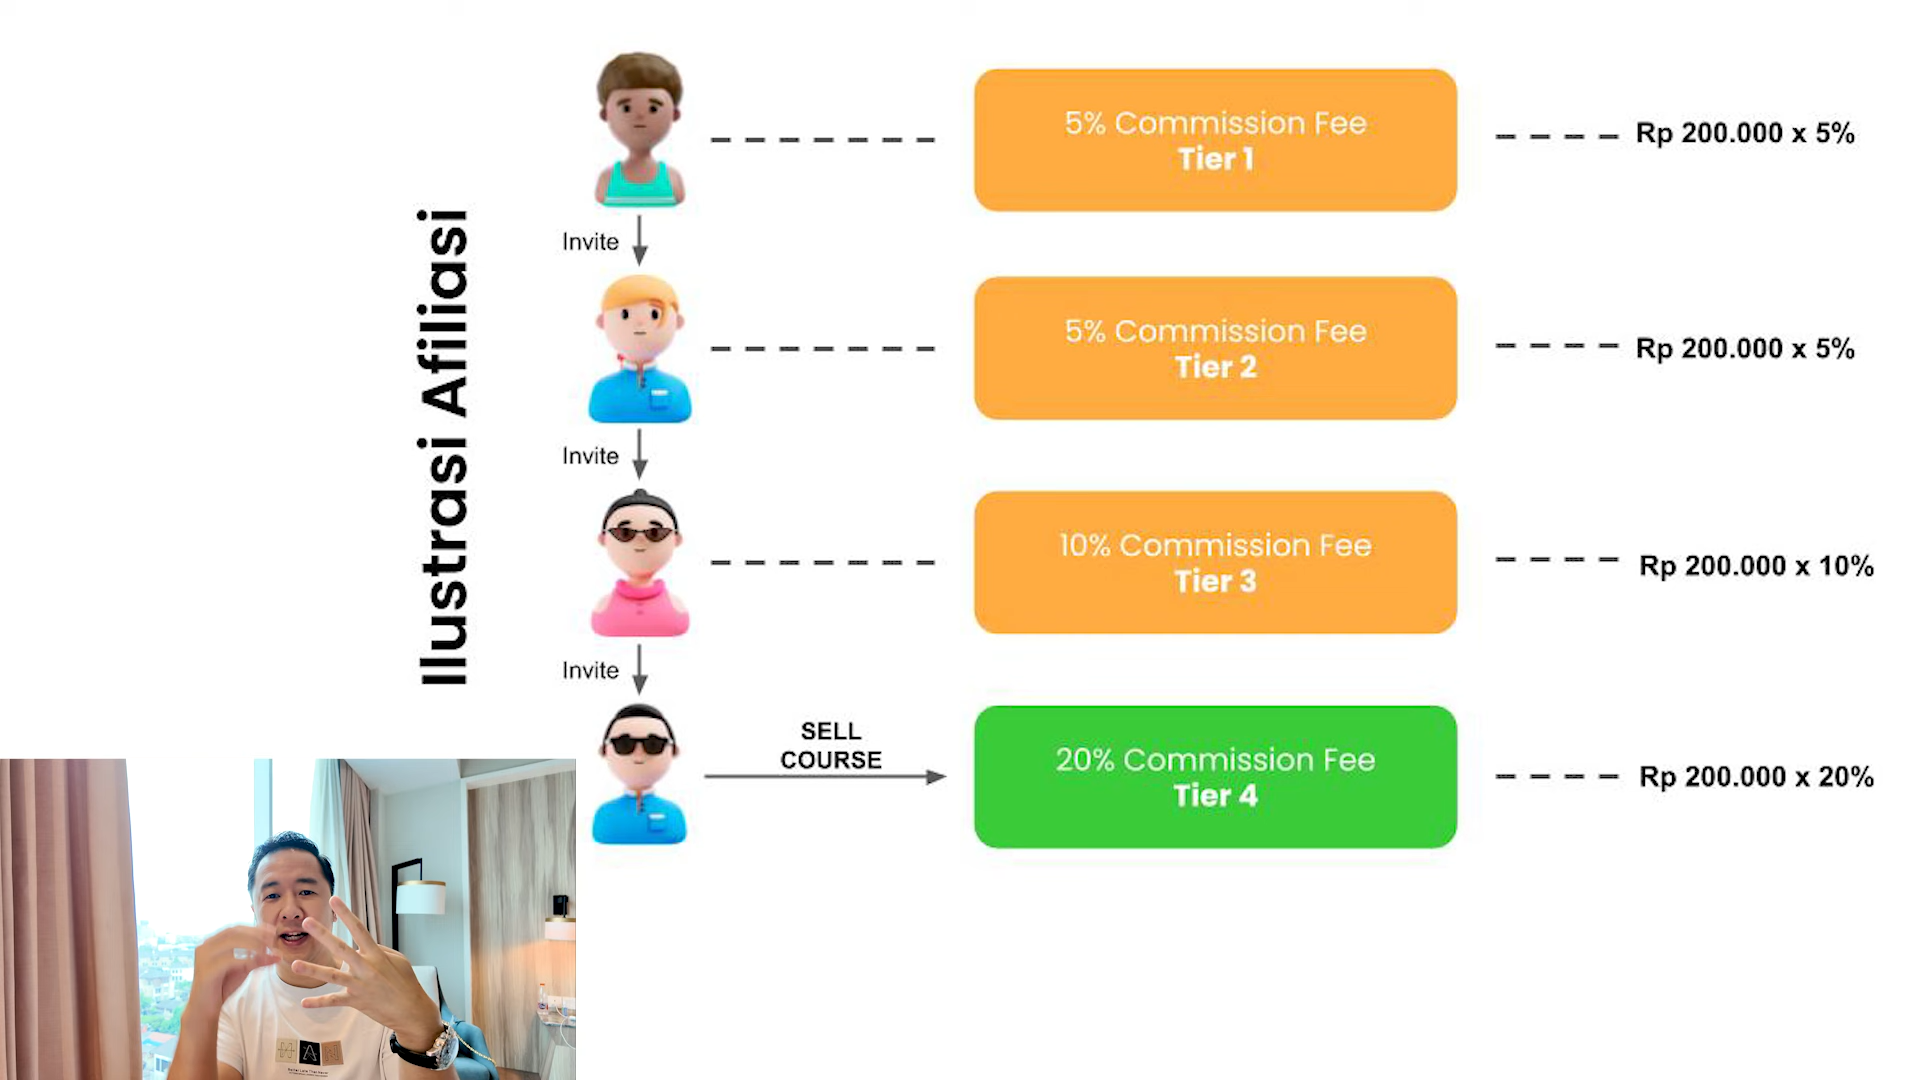 Ilustrasi Afiliasi
5% Commission Fee
Tier 1
Rp 200.000 x 5%
Invite
5% Commission Fee
Tier 2
Rp 200.000 x 5%
Invite
10% Commission Fee
Tier 3
Rp 200.000 x 10%
Invite
SELL
COURSE
20% Commission Fee
Tier 4
Rp 200.000 x 20%
HAN